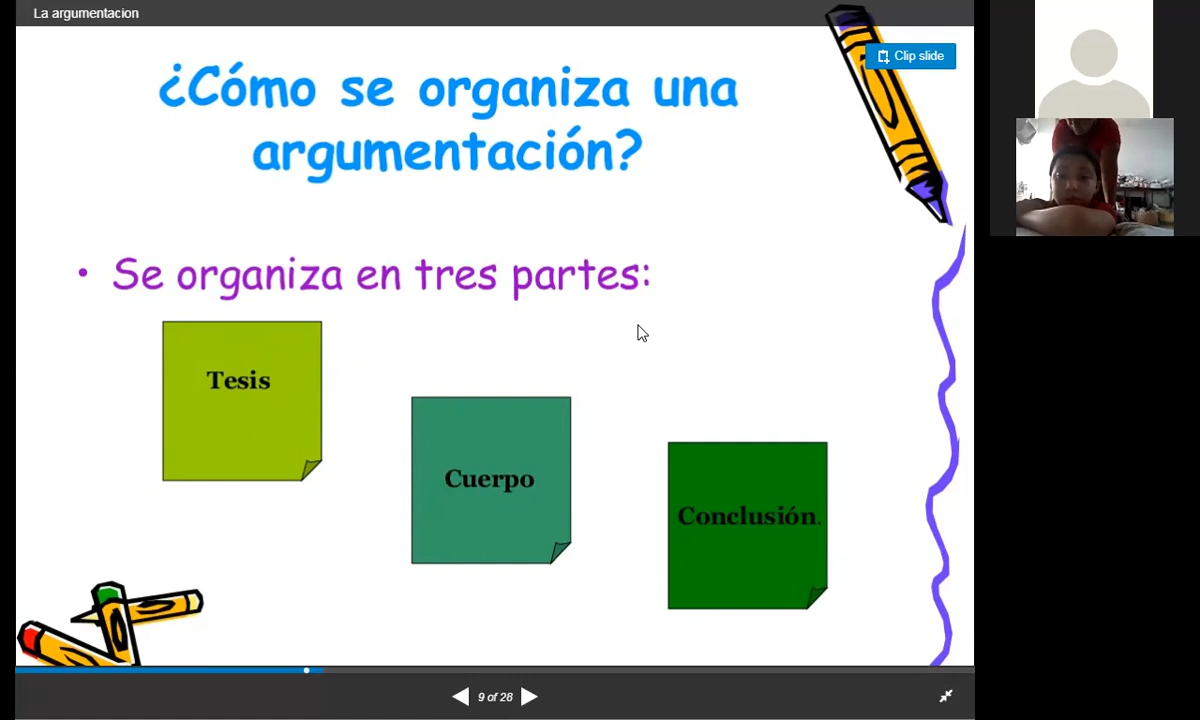 La argumentacion
Clip slide
¿Cómo se organiza una
argumentación?
• Se organiza en tres partes:
Tesis
Cuerpo
Conclusión.
9 of 28